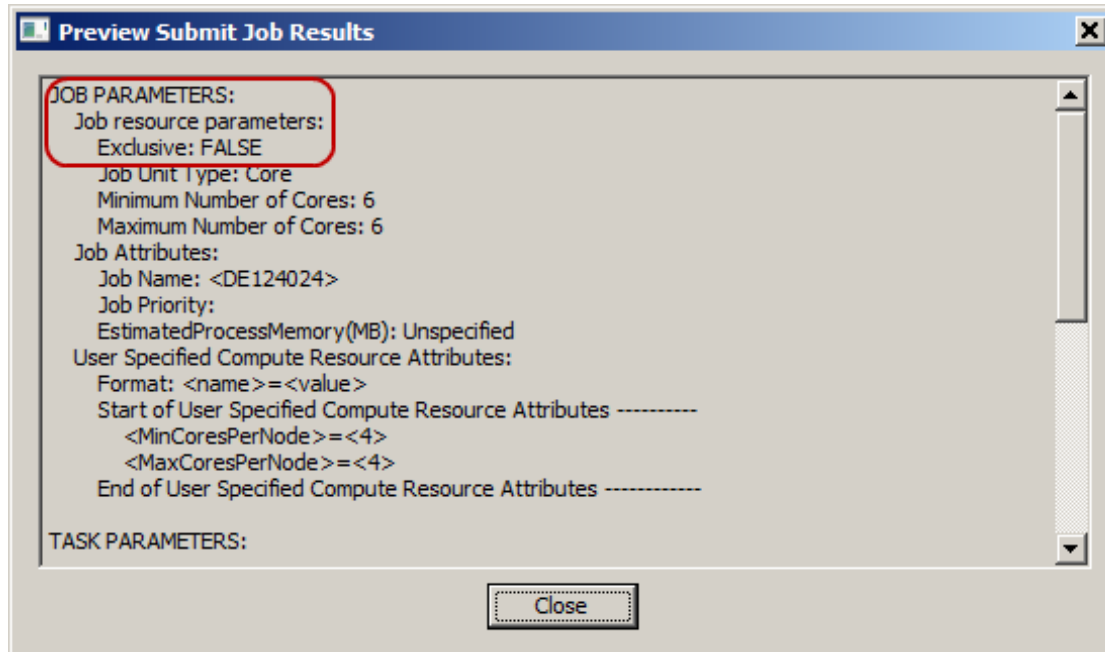 Preview Submit Job Results
JOB PARAMETERS:
Job resource parameters:
Exclusive: FALSE
Job Unit Type: Core
Minimum Number of Cores: 6
Maximum Number of Cores: 6
Job Attributes:
Job Name: <DE124024>
Job Priority:
EstimatedProcessMemory(MB): Unspecified
User Specified Compute Resource Attributes:
Format: <name>=<value>
Start of User Specified Compute Resource Attributes ----------
<MinCoresPerNode>=<4>
<MaxCoresPerNode>=<4>
End of User Specified Compute Resource Attributes ------------
TASK PARAMETERS:
Close